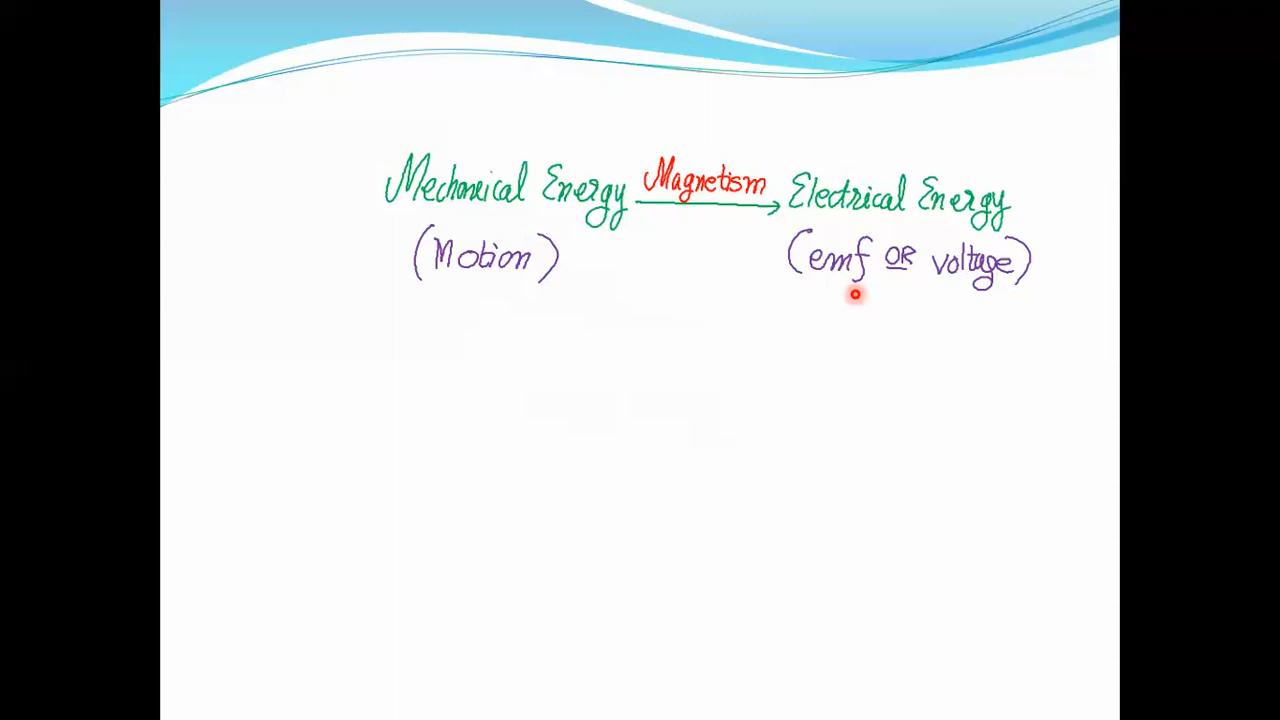 Mechanical Energy Magnetism → Electrical Energy
(Motion) (emf OR voltage)